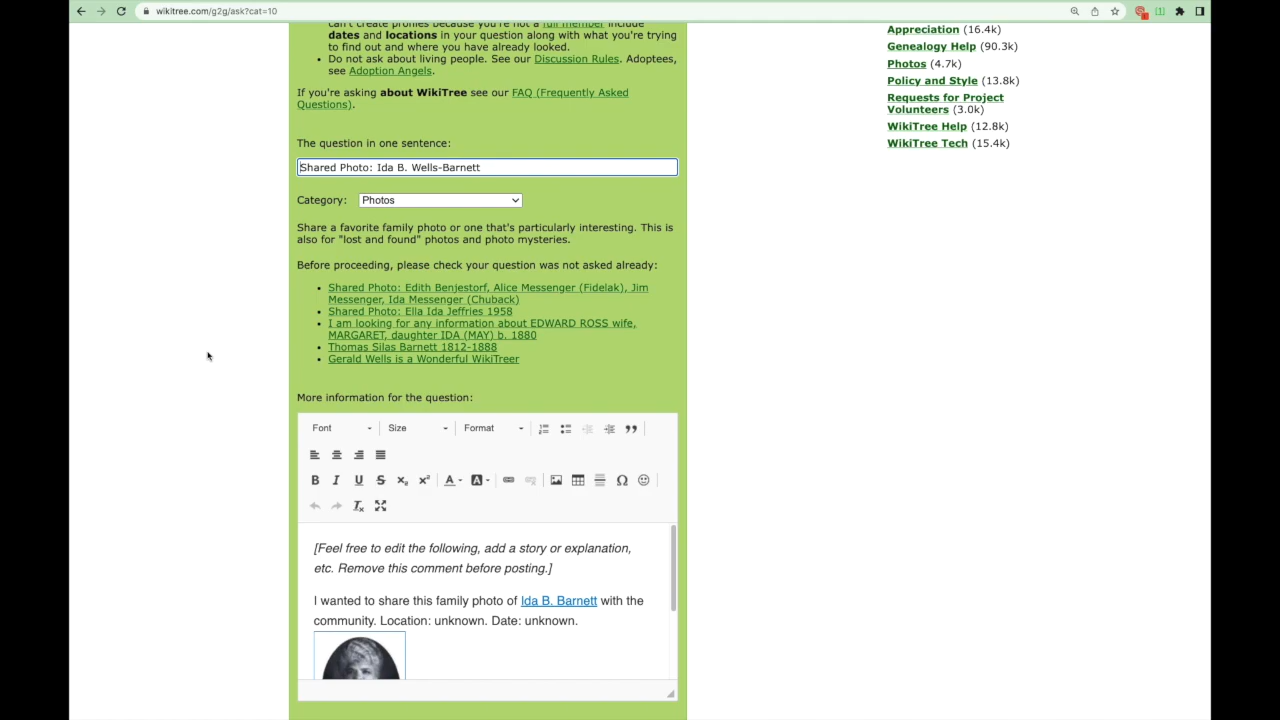 wikitree.com/g2g/ask?cat=10
can't create profiles because you're not a full member include
dates and locations in your question along with what you're trying
to find out and where you have already looked.
Do not ask about living people. See our Discussion Rules. Adoptees,
see Adoption Angels.
If you're asking about WikiTree see our FAQ (Frequently Asked
Questions).
The question in one sentence:
Shared Photo: Ida B. Wells-Barnett
Category: Photos
Share a favorite family photo or one that's particularly interesting. This is
also for "lost and found" photos and photo mysteries.
Before proceeding, please check your question was not asked already:
Shared Photo: Edith Benjestorf, Alice Messenger (Fidelak), Jim
Messenger, Ida Messenger (Chuback)
Shared Photo: Ella Ida Jeffries 1958
I am looking for any information about EDWARD ROSS wife,
MARGARET, daughter IDA (MAY) b. 1880
Thomas Silas Barnett 1812-1888
Gerald Wells is a Wonderful WikiTreer
More information for the question:
Font Size Format
[Feel free to edit the following, add a story or explanation,
etc. Remove this comment before posting.]
I wanted to share this family photo of Ida B. Barnett with the
community. Location: unknown. Date: unknown.
Appreciation (16.4k)
Genealogy Help (90.3k)
Photos (4.7k)
Policy and Style (13.8k)
Requests for Project
Volunteers (3.0k)
WikiTree Help (12.8k)
WikiTree Tech (15.4k)